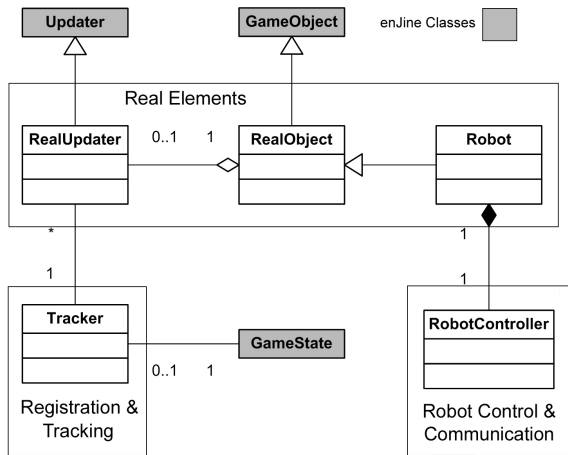 Updater
GameObject
enJine Classes
Real Elements
RealUpdater
0..1
1
RealObject
Robot
*
1
1
1
Tracker
RobotController
GameState
0..1
1
Registration &
Tracking
Robot Control &
Communication